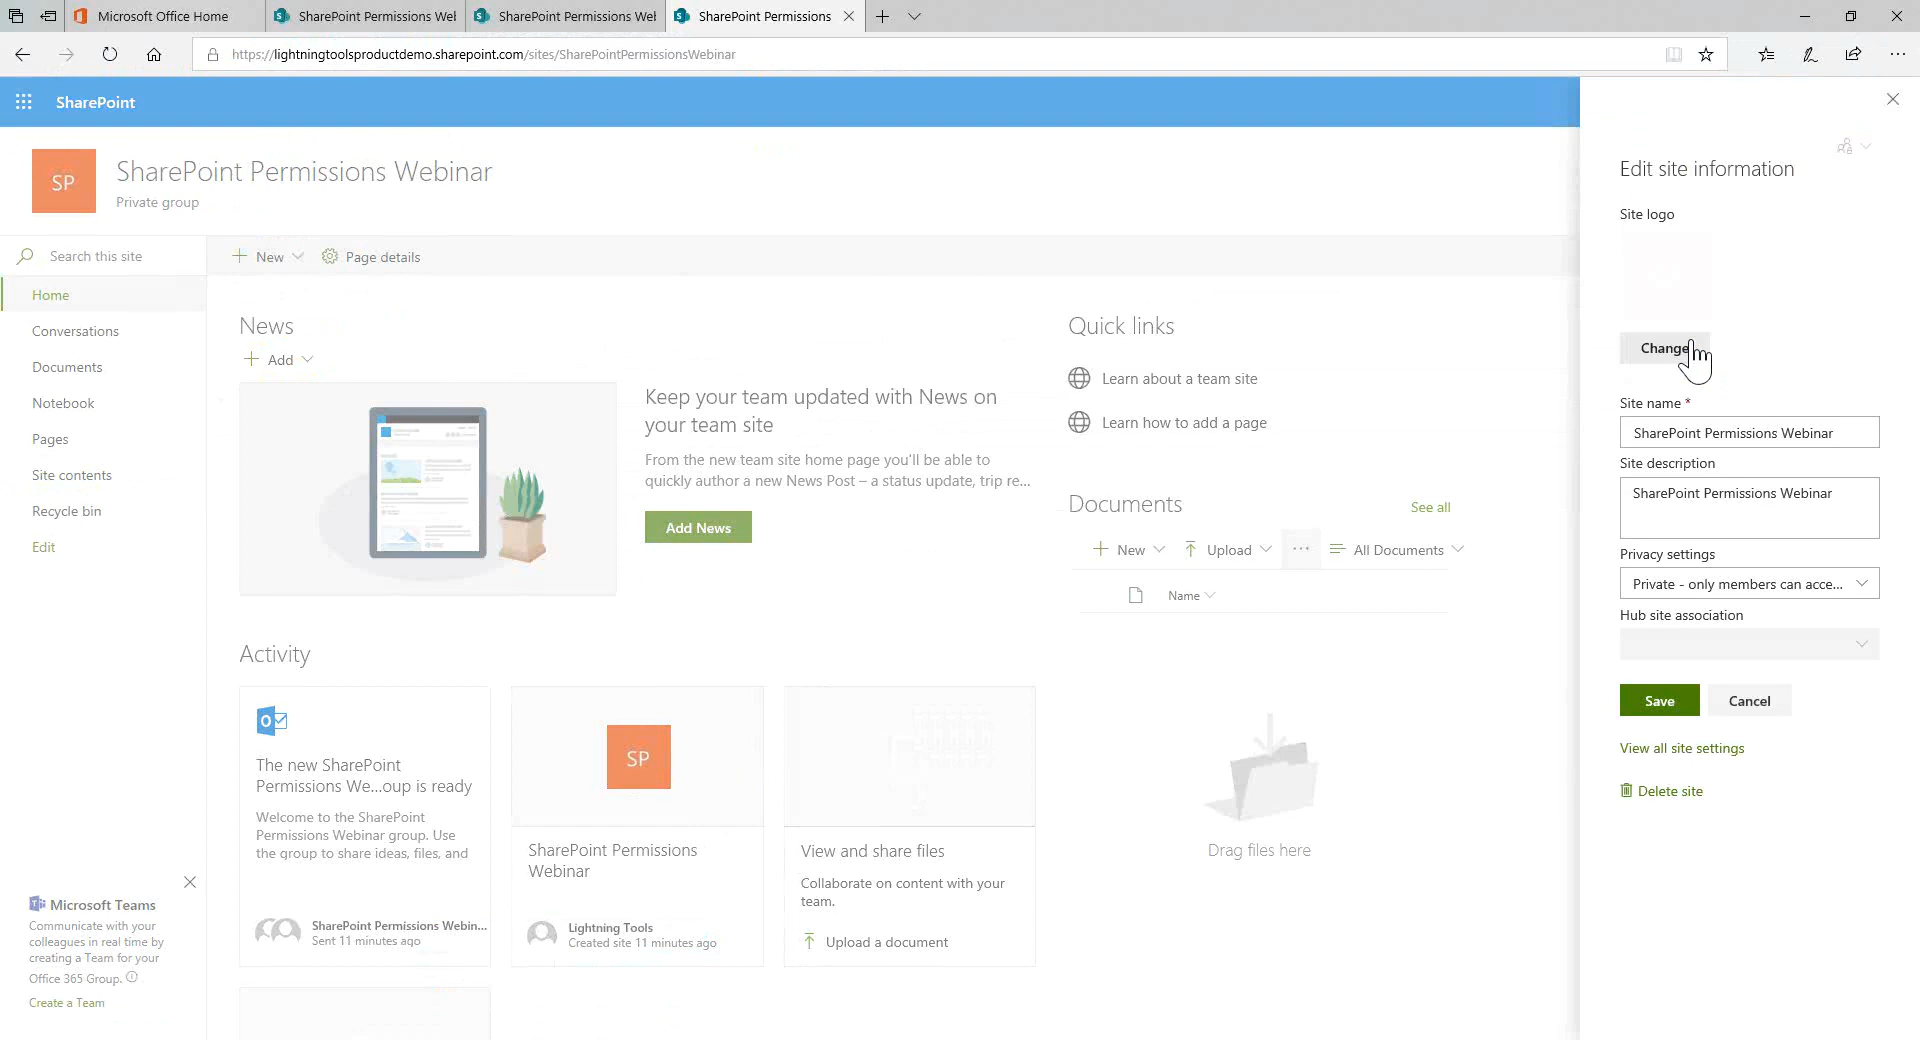 Microsoft Office Home
SharePoint Permissions Wel
SharePoint Permissions Wel
SharePoint Permissions
https://lightningtoolsproductdemo.sharepoint.com/sites/SharePointPermissionsWebinar
SharePoint
SP
SharePoint Permissions Webinar
Private group
Search this site
New
Page details
Home
Conversations
Documents
Notebook
Pages
Site contents
Recycle bin
Edit
News
Add
Keep your team updated with News on
your team site
From the new team site home page you'll be able to
quickly author a new News Post – a status update, trip re...
Add News
Quick links
Learn about a team site
Learn how to add a page
Documents
See all
New
Upload
All Documents
Name
Drag files here
Activity
The new SharePoint
Permissions We...oup is ready
Welcome to the SharePoint
Permissions Webinar group. Use
the group to share ideas, files, and
SharePoint Permissions Webin...
Sent 11 minutes ago
SP
SharePoint Permissions
Webinar
Lightning Tools
Created site 11 minutes ago
View and share files
Collaborate on content with your
team.
Upload a document
Microsoft Teams
Communicate with your
colleagues in real time by
creating a Team for your
Office 365 Group.
Create a Team
Edit site information
Site logo
Change
Site name *
SharePoint Permissions Webinar
Site description
SharePoint Permissions Webinar
Privacy settings
Private - only members can acce...
Hub site association
Save
Cancel
View all site settings
Delete site